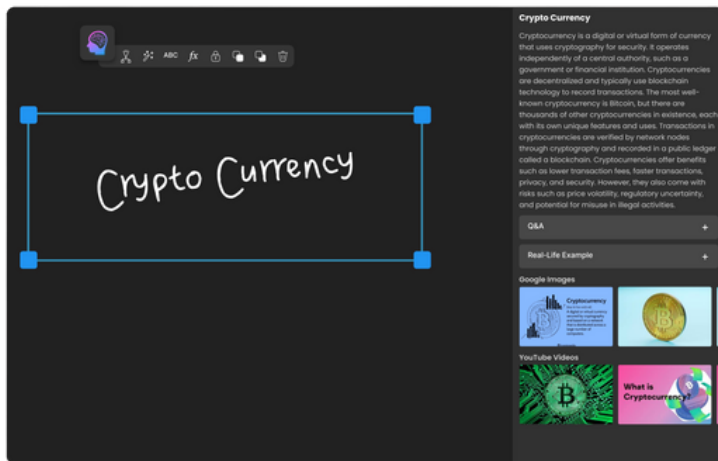 ABC
fx
Crypto Currency
Crypto Currency
Cryptocurrency is a digital or virtual form of currency
that uses cryptography for security. It operates
independently of a central authority, such as a
government or financial institution. Cryptocurrencies
are decentralized and typically use blockchain
technology to record transactions. The most well-
known cryptocurrency is Bitcoin, but there are
thousands of other cryptocurrencies in existence, each
with its own unique features and uses. Transactions in
cryptocurrencies are verified by network nodes
through cryptography and recorded in a public ledger
called a blockchain. Cryptocurrencies offer benefits
such as lower transaction fees, faster transactions,
privacy, and security. However, they also come with
risks such as price volatility, regulatory uncertainty,
and potential for misuse in illegal activities.
Q&A
Real-Life Example
Google Images
Cryptocurrency
YouTube Videos
What is
Cryptocurrency?